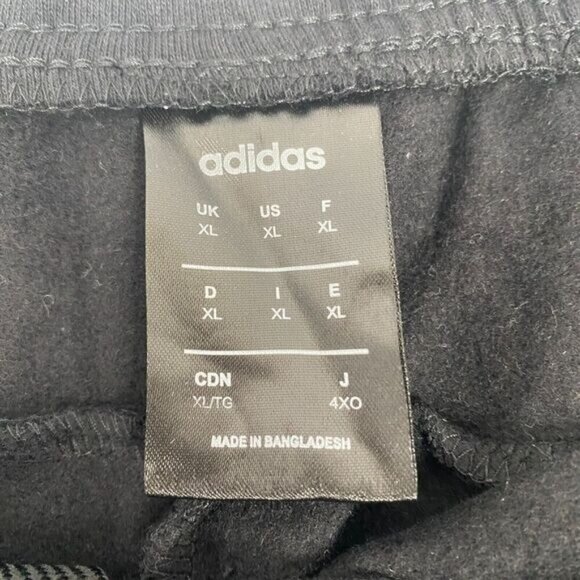 adidas
UK US F
XL XL XL
D I E
XL XL XL
CDN J
XL/TG 4XO
MADE IN BANGLADESH